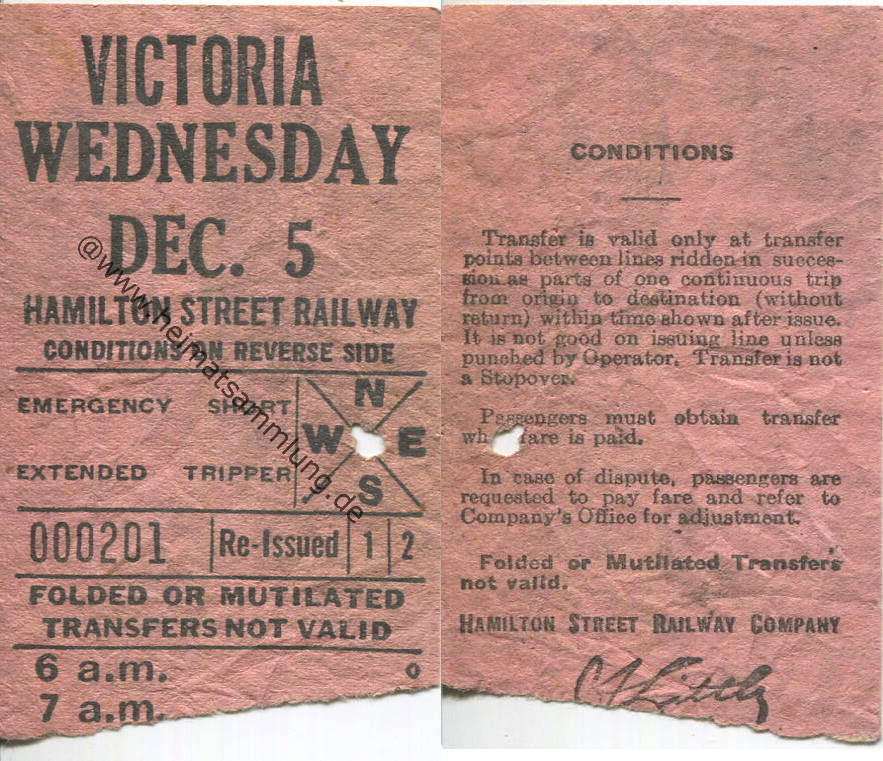 VICTORIA
WEDNESDAY
DEC. 5
HAMILTON STREET RAILWAY
CONDITIONS ON REVERSE SIDE
EMERGENCY SHORT
EXTENDED TRIPPER
N
W E
S
000201 Re-Issued 1 2
FOLDED OR MUTILATED
TRANSFERS NOT VALID
6 a.m. o
7 a.m.
@www.heimatsammlung.de
CONDITIONS
Transfer is valid only at transfer
points between lines ridden in succes-
sion as parts of one continuous trip
from origin to destination (without
return) within time shown after issue.
It is not good on issuing line unless
punched by Operator. Transfer is not
a Stopover.
Passengers must obtain transfer
wh fare is paid.
In case of dispute, passengers are
requested to pay fare and refer to
Company's Office for adjustment.
Folded or Mutilated Transfers
not valid.
HAMILTON STREET RAILWAY COMPANY